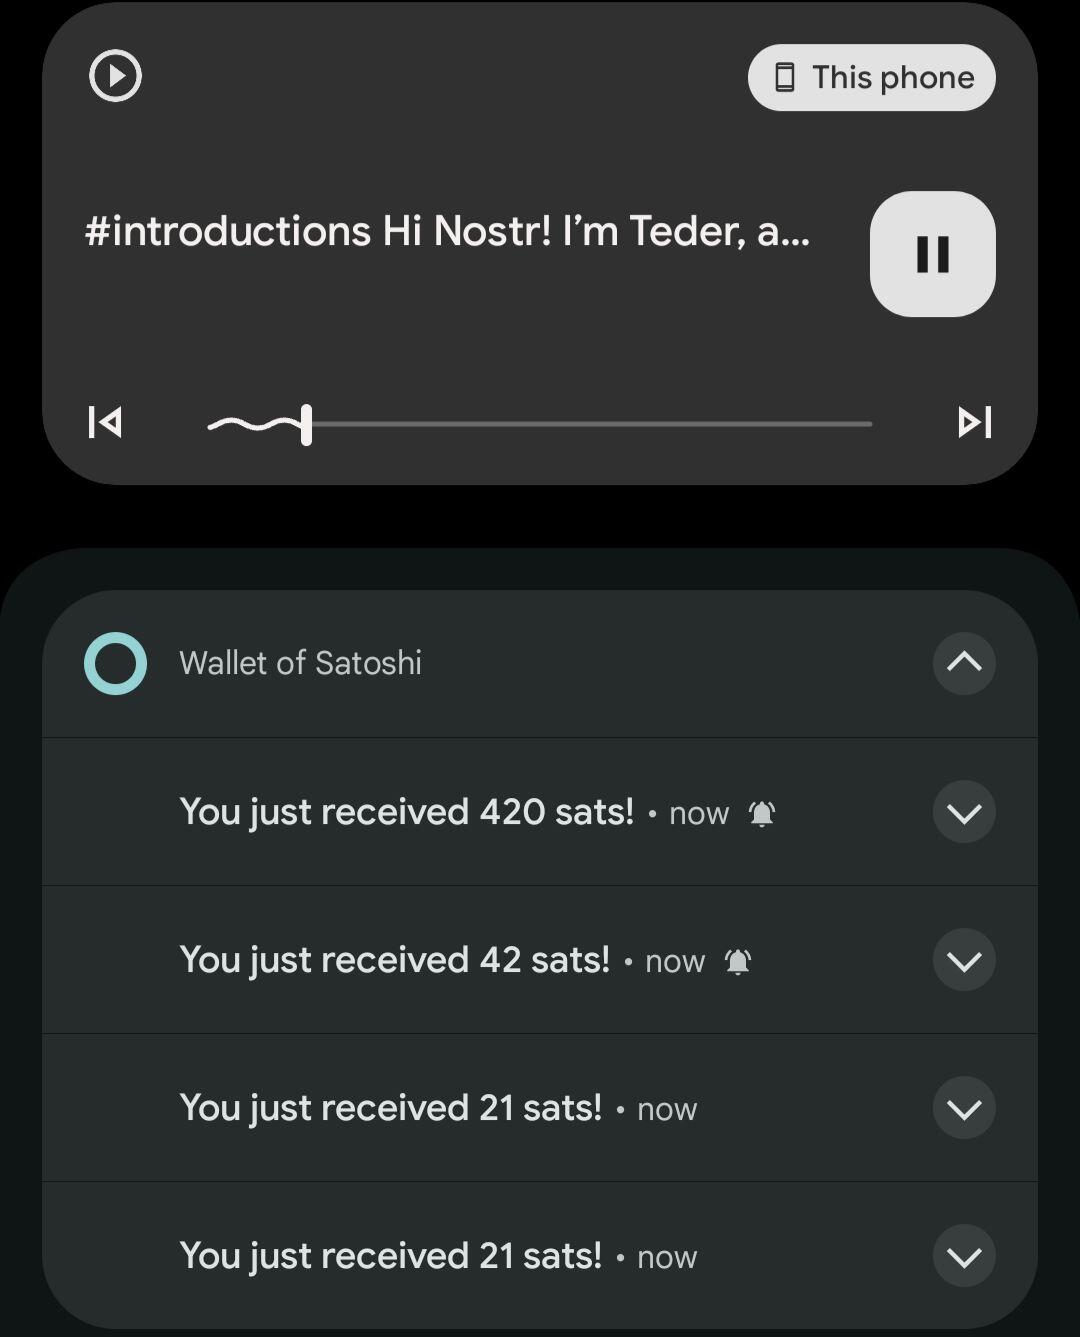 This phone
#introductions Hi Nostr! I’m Teder, a...
Wallet of Satoshi
You just received 420 sats! • now
You just received 42 sats! • now
You just received 21 sats! • now
You just received 21 sats! • now